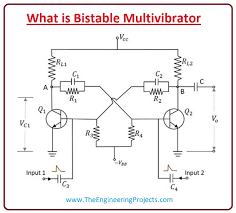 What is Bistable Multivibrator
Vcc
RL1
RL2
C1
C2
A
R1
R2
B
C
Q1
Q2
VC1
Vo
R3
R4
-VBB
Input 1
Input 2
C3
C4
www.TheEngineeringProjects.com